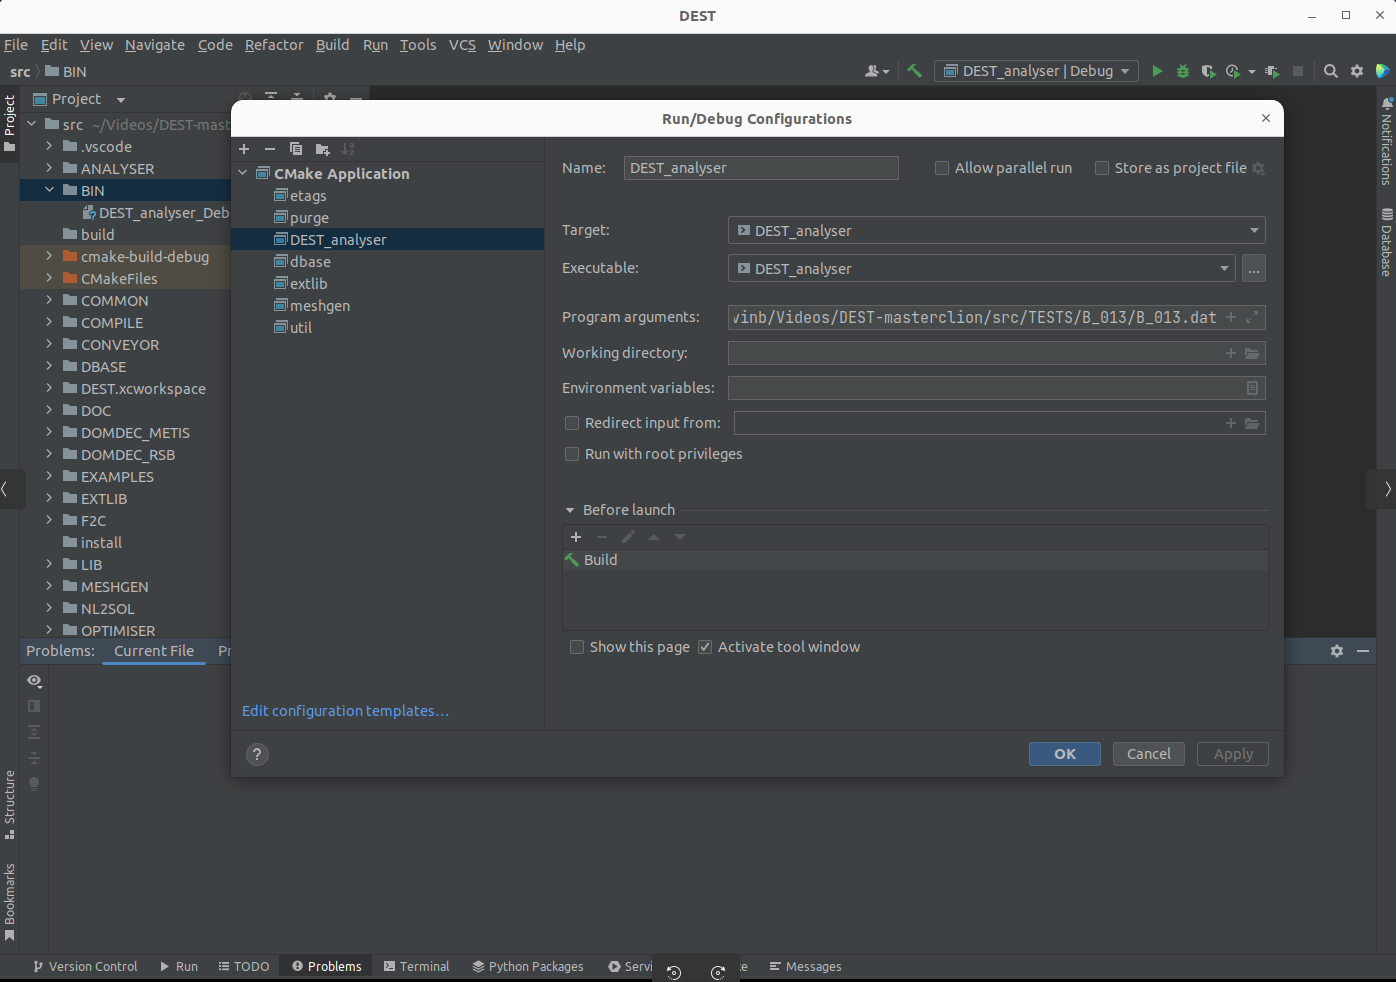 DEST
File Edit View Navigate Code Refactor Build Run Tools VCS Window Help
src BIN
DEST_analyser | Debug
Project
Project
src ~/Videos/DEST-mast
.vscode
ANALYSER
BIN
DEST_analyser_Deb
build
cmake-build-debug
CMakeFiles
COMMON
COMPILE
CONVEYOR
DBASE
DEST.xcworkspace
DOC
DOMDEC_METIS
DOMDEC_RSB
EXAMPLES
EXTLIB
F2C
install
LIB
MESHGEN
NL2SOL
OPTIMISER
Run/Debug Configurations
CMake Application
etags
purge
DEST_analyser
dbase
extlib
meshgen
util
Edit configuration templates...
Name: DEST_analyser
Allow parallel run
Store as project file
Target: DEST_analyser
Executable: DEST_analyser
...
Program arguments: vinb/Videos/DEST-masterclion/src/TESTS/B_013/B_013.dat
Working directory:
Environment variables:
Redirect input from:
Run with root privileges
Before launch
Build
Show this page
Activate tool window
?
OK
Cancel
Apply
Notifications
Database
Problems: Current File Pr
Structure
Bookmarks
Version Control
Run
TODO
Problems
Terminal
Python Packages
Servi
Messages